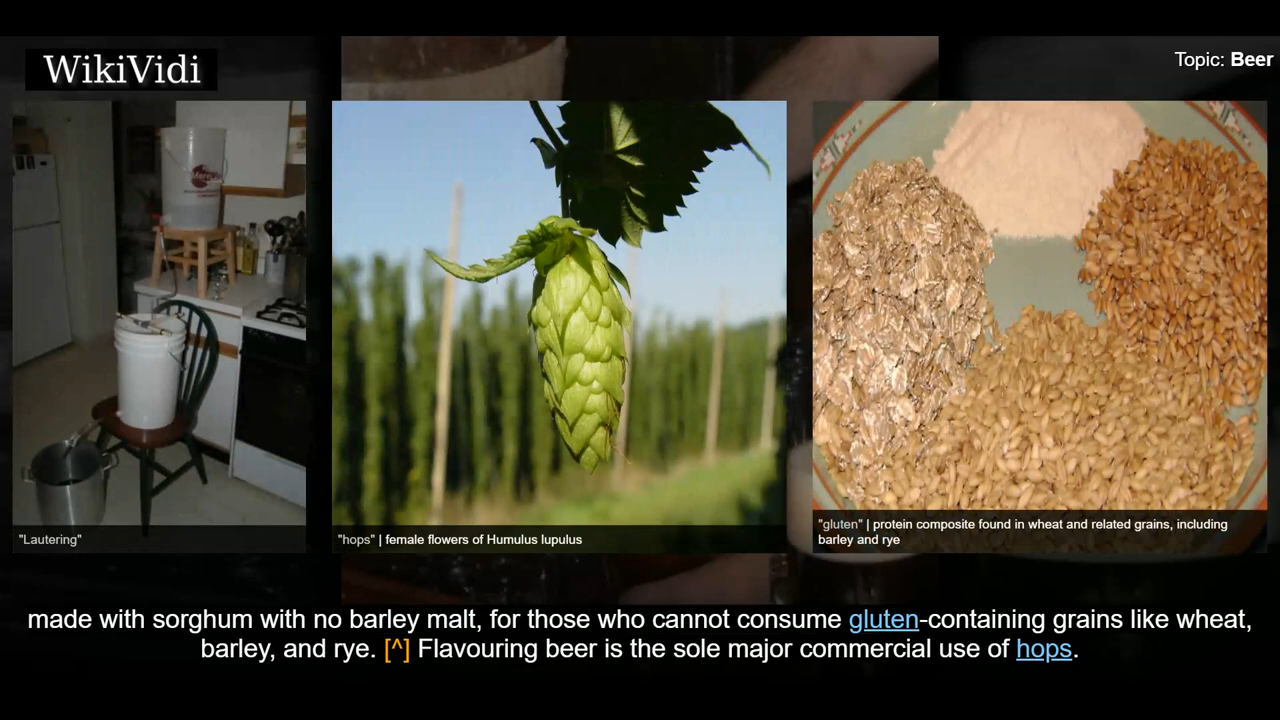 WikiVidi
Topic: Beer
"Lautering"
"hops" | female flowers of Humulus lupulus
"gluten" | protein composite found in wheat and related grains, including
barley and rye
made with sorghum with no barley malt, for those who cannot consume gluten-containing grains like wheat,
barley, and rye. [^] Flavouring beer is the sole major commercial use of hops.